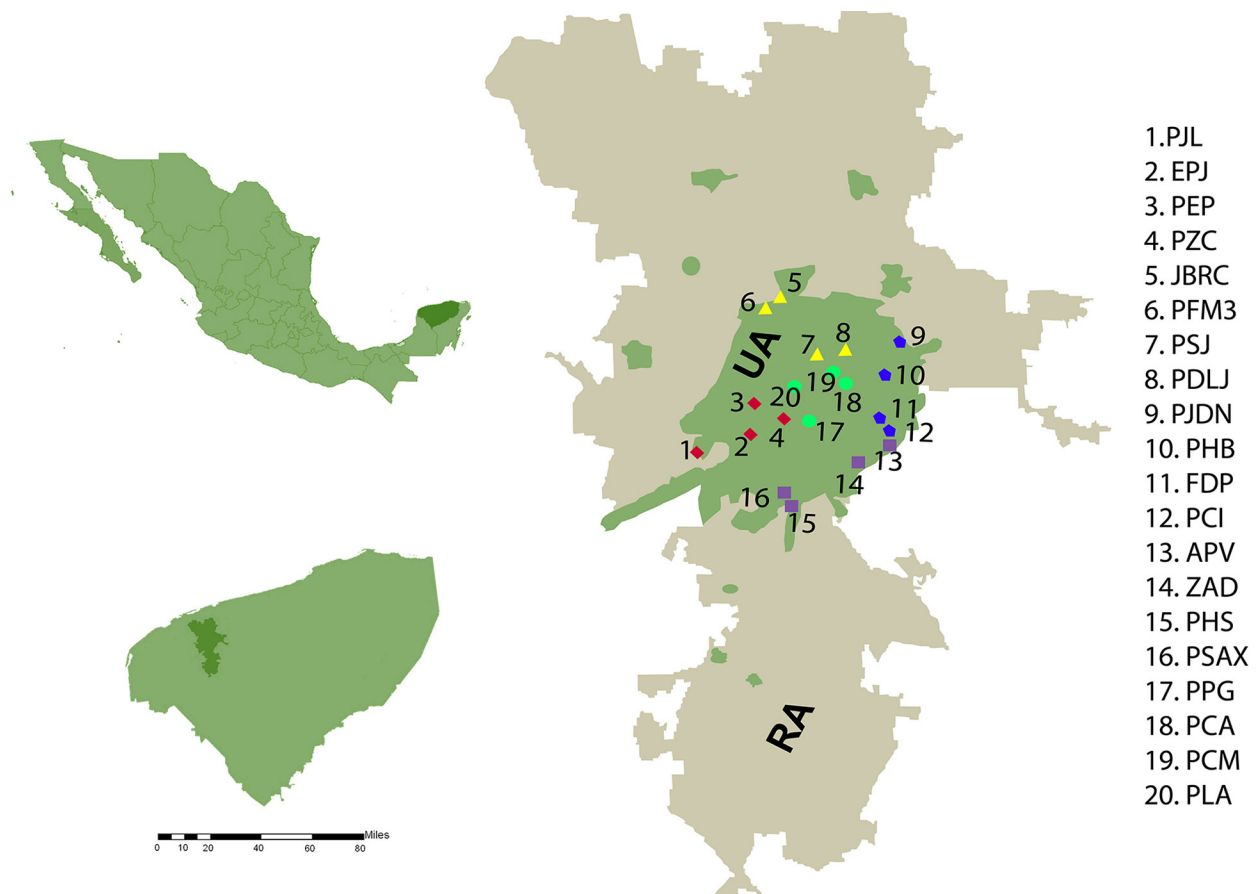 5
6
UA
7
8
9
10
3
20
19
18
11
4
17
12
2
1
13
14
16
15
RA
1.PJL
2. EPJ
3. PEP
4. PZC
5. JBRC
6. PFM3
7. PSJ
8. PDLJ
9. PJDN
10. PHB
11. FDP
12. PCI
13. APV
14. ZAD
15. PHS
16. PSAX
17. PPG
18. PCA
19. PCM
20. PLA
Miles
0 10 20 40 60 80